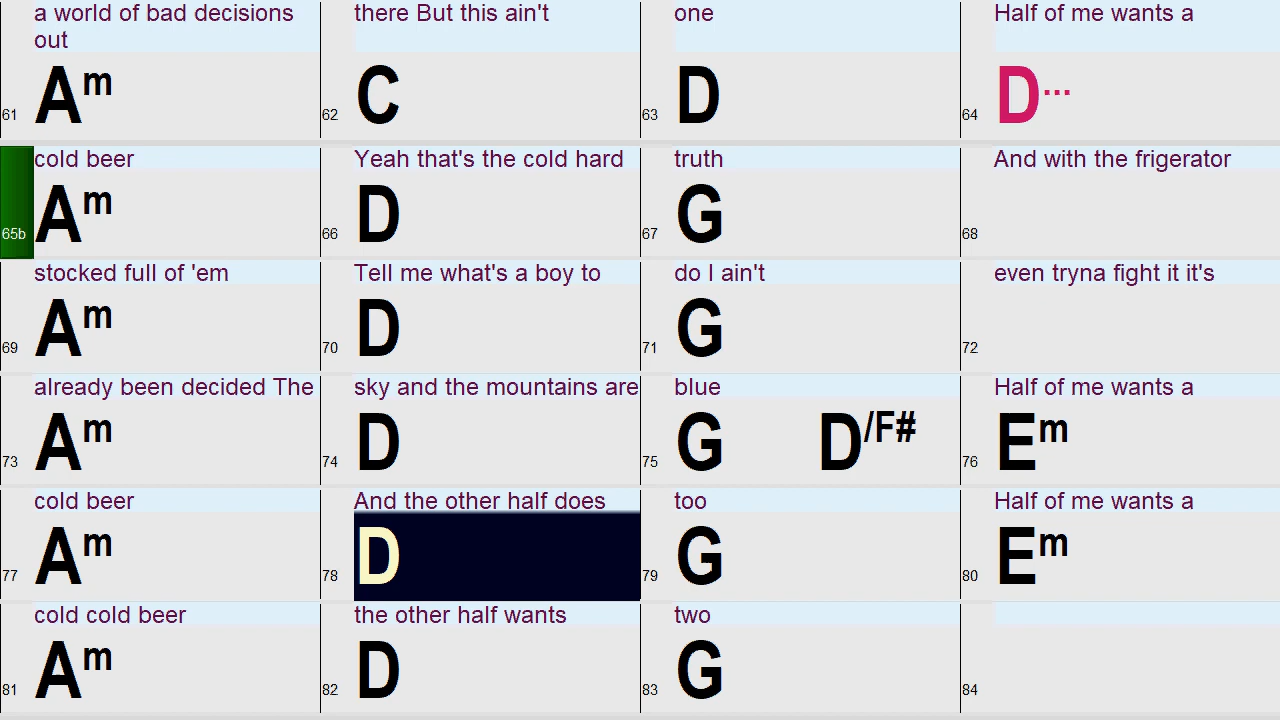 a world of bad decisions out there But this ain't one Half of me wants a
61 Am 62 C 63 D 64 D...
cold beer Yeah that's the cold hard truth And with the frigerator
65b Am 66 D 67 G 68
stocked full of 'em Tell me what's a boy to do I ain't even tryna fight it it's
69 Am 70 D 71 G 72
already been decided The sky and the mountains are blue Half of me wants a
73 Am 74 D 75 G D/F# 76 Em
cold beer And the other half does too Half of me wants a
77 Am 78 D 79 G 80 Em
cold cold beer the other half wants two
81 Am 82 D 83 G 84